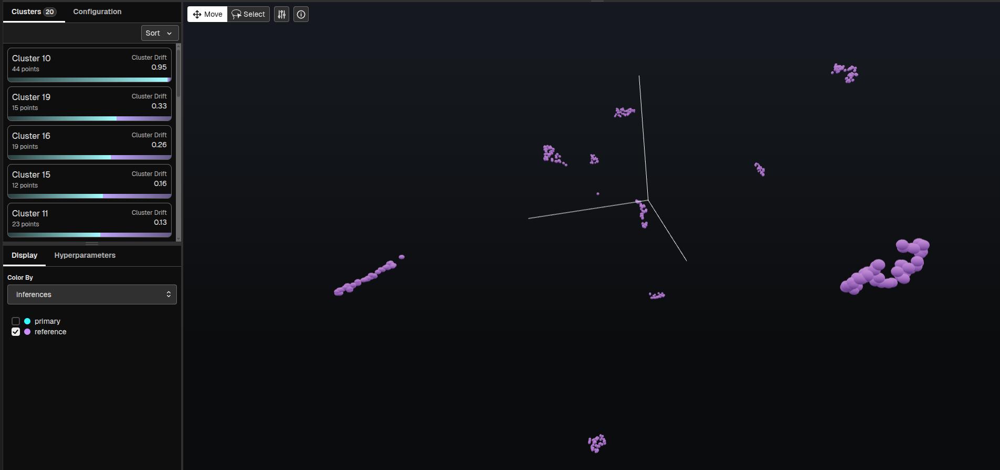 Clusters 20 Configuration
Sort
Cluster 10 Cluster Drift
44 points 0.95
Cluster 19 Cluster Drift
15 points 0.33
Cluster 16 Cluster Drift
19 points 0.26
Cluster 15 Cluster Drift
12 points 0.16
Cluster 11 Cluster Drift
23 points 0.13
Display Hyperparameters
Color By
inferences
primary
reference
Move Select